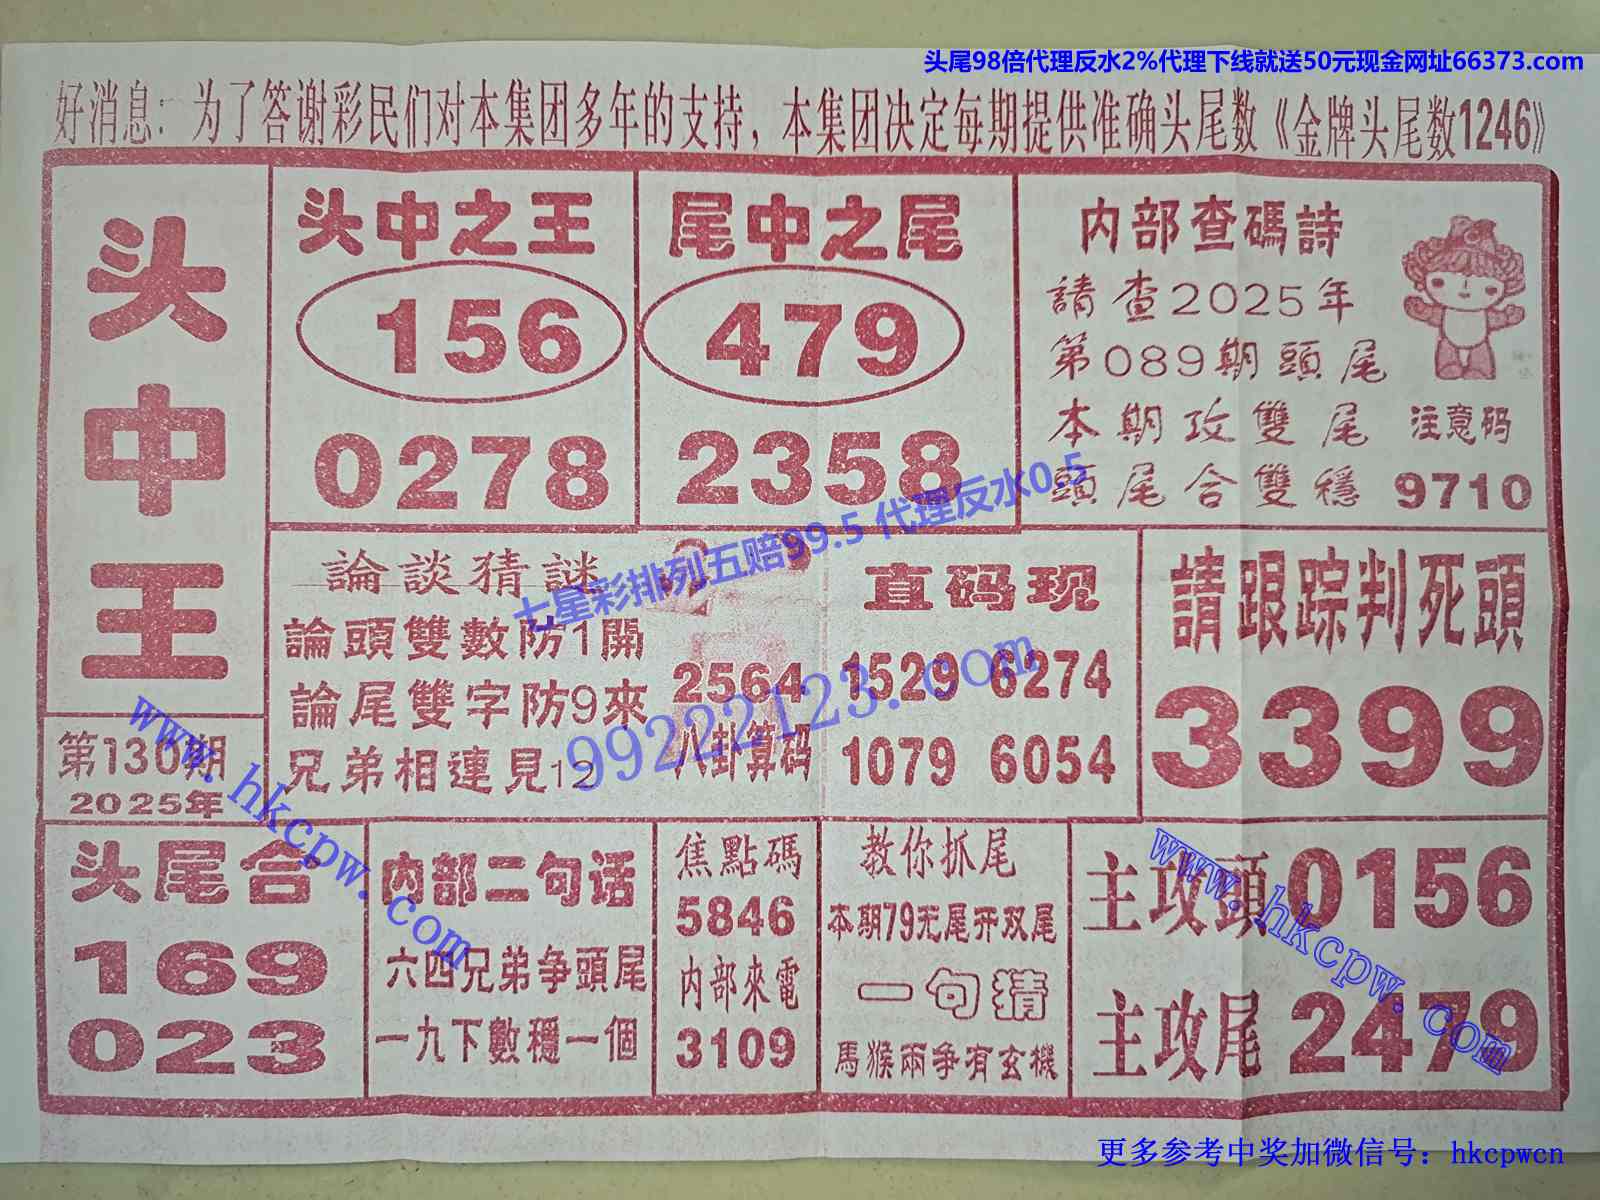 头尾98倍代理反水2%代理下线就送50元现金网址66373.com
好消息：为了答谢彩民们对本集团多年的支持，本集团决定每期提供准确头尾数《金牌头尾数1246》
头中王
第130期
2025年
头中之王
156
0278
尾中之尾
479
2358
内部查碼詩
請查2025年
第089期頭尾
本期攻雙尾
頭尾合雙穩
注意码
9710
論談猜謎
論頭雙數防1開
論尾雙字防9來
兄弟相連見12
2564
八卦算码
直码现
1529 6274
1079 6054
請跟踪判死頭
3399
七星彩排列五赔99.5 代理反水0.5
99222123.com
www.hkcpw.com
头尾合
169
023
内部二句话
六四兄弟争頭尾
一九下數穩一個
焦點碼
5846
内部來電
3109
教你抓尾
本期79无尾开双尾
一句猜
馬猴兩争有玄機
主攻頭0156
主攻尾2479
www.hkcpw.com
更多参考中奖加微信号：hkcpwcn